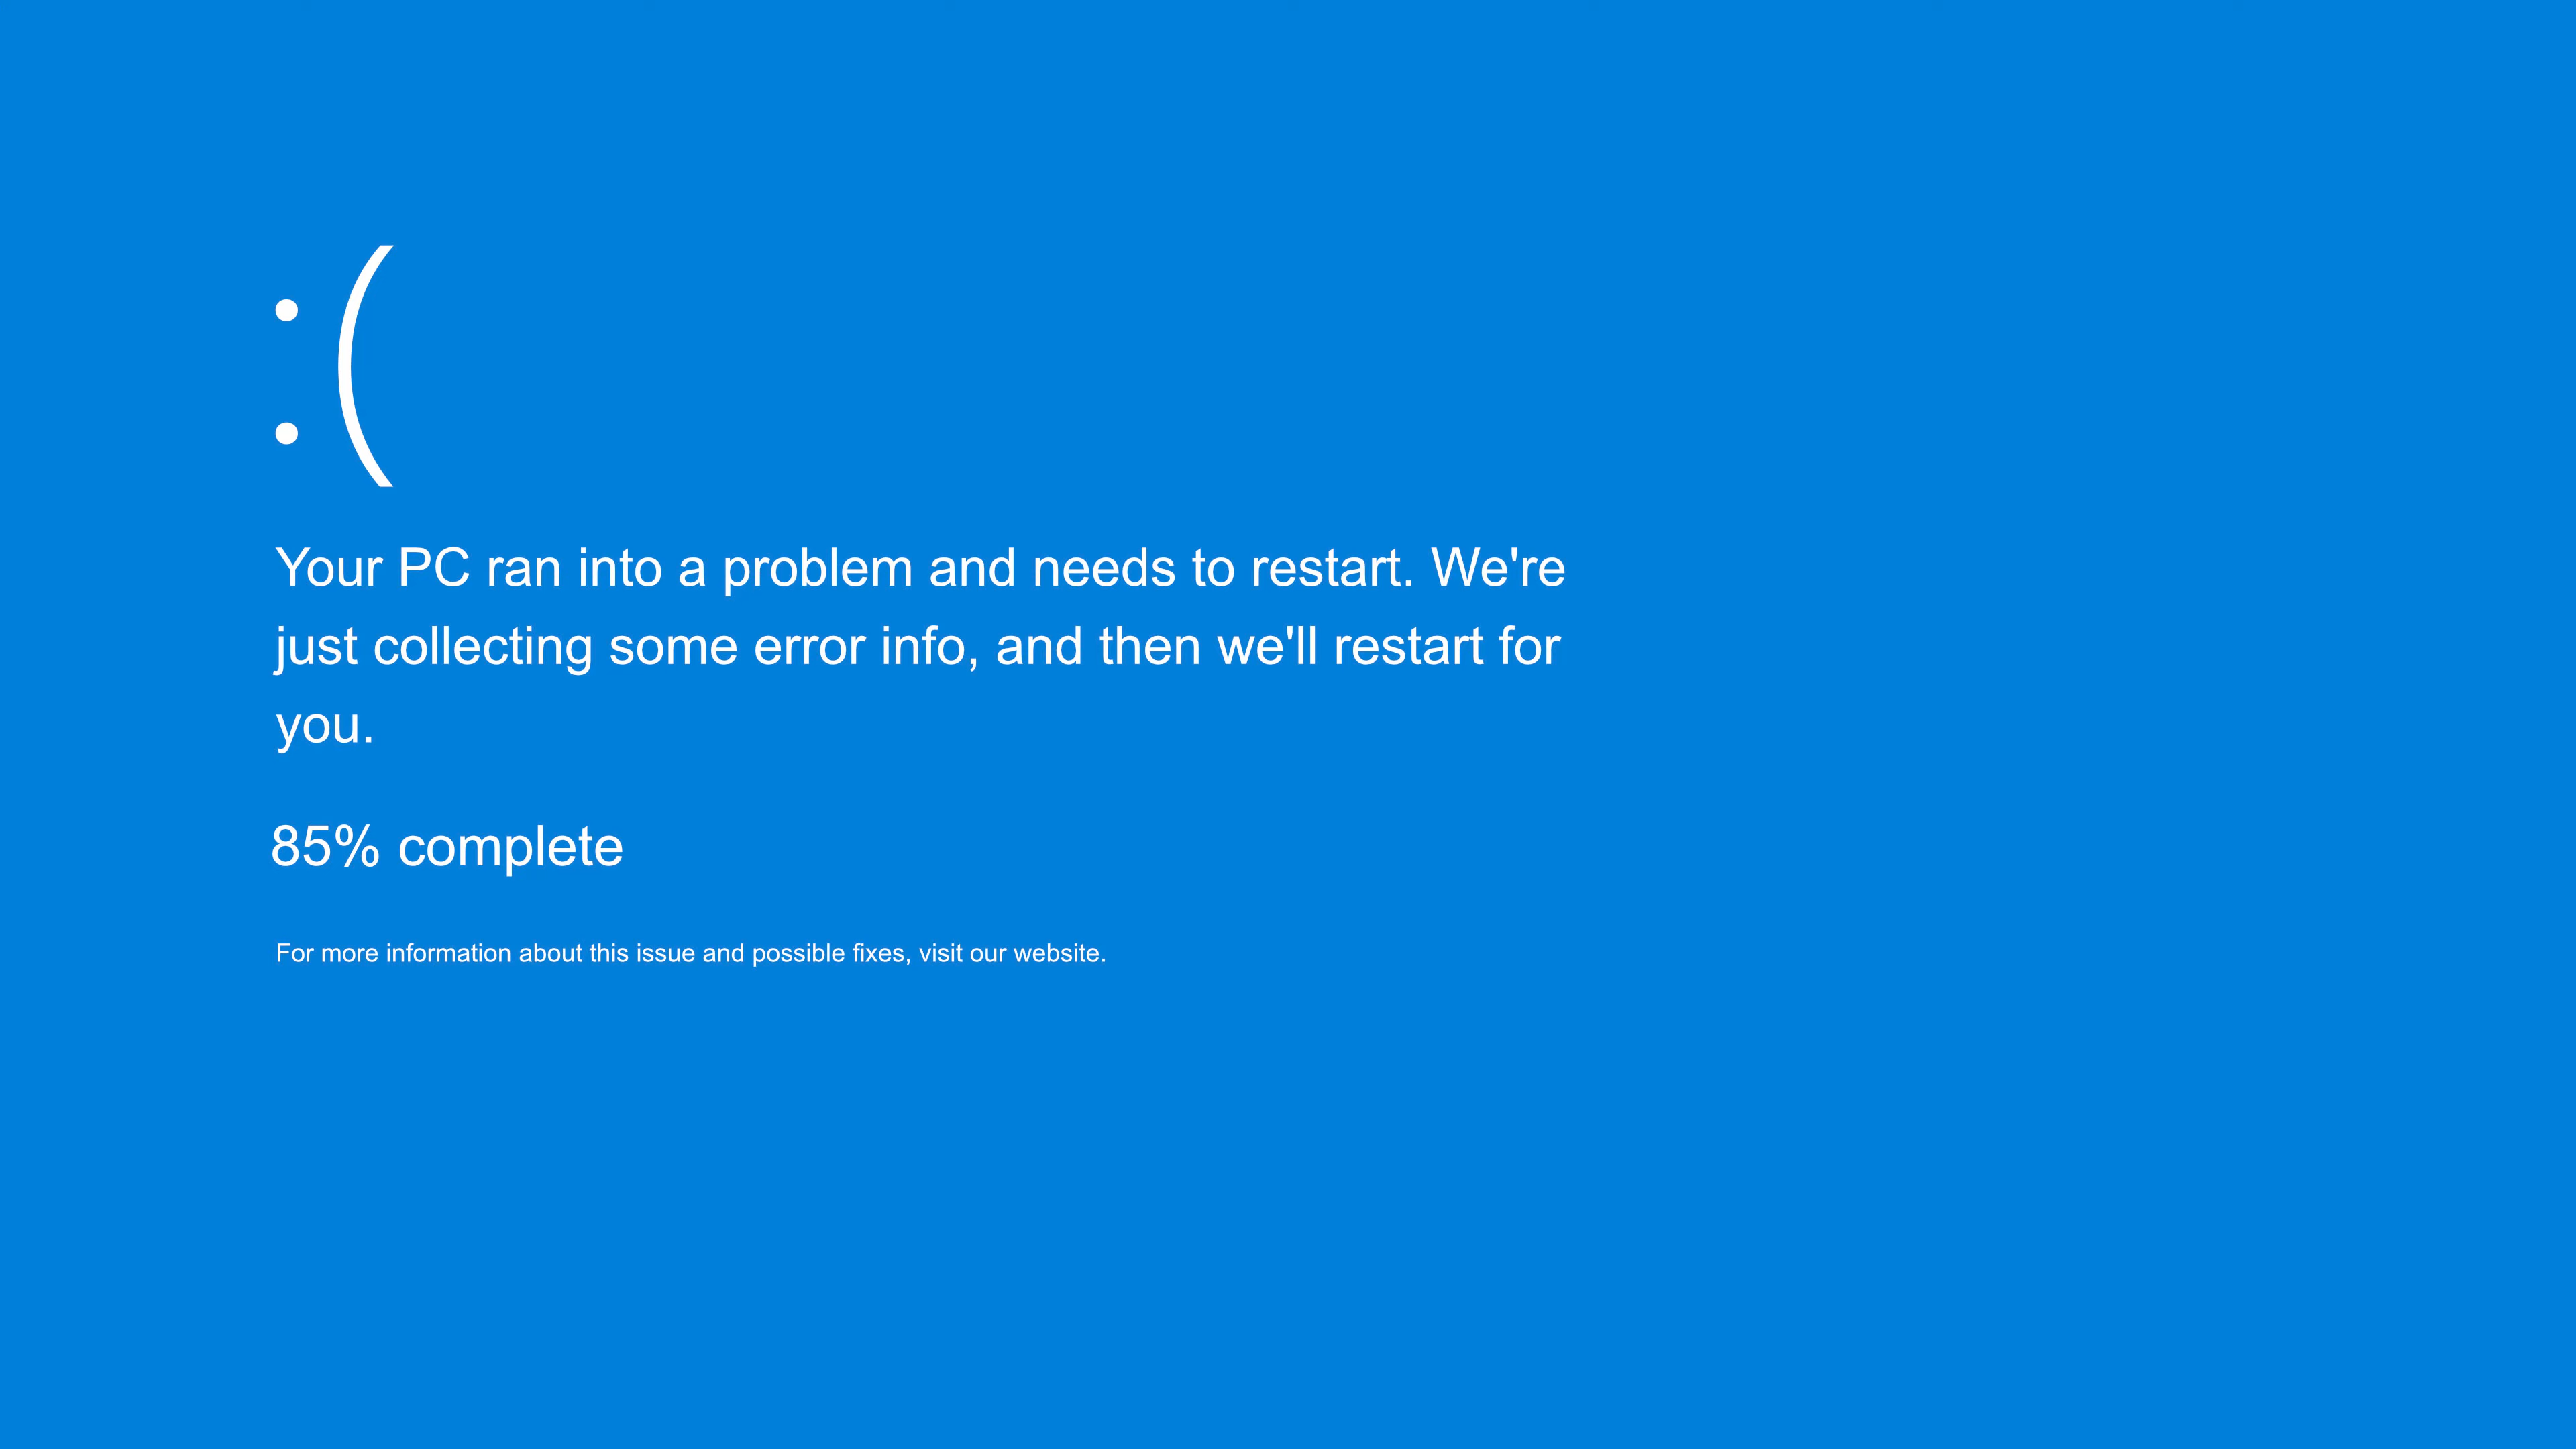 :(
Your PC ran into a problem and needs to restart. We're
just collecting some error info, and then we'll restart for
you.
85% complete
For more information about this issue and possible fixes, visit our website.